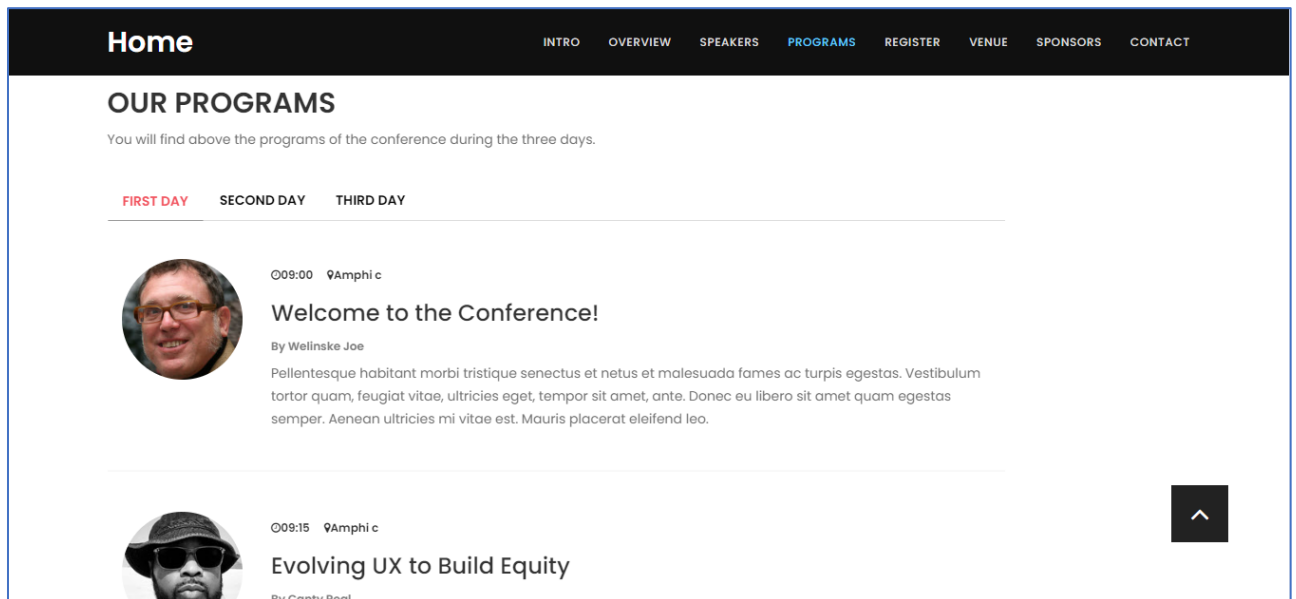 Home
INTRO OVERVIEW SPEAKERS PROGRAMS REGISTER VENUE SPONSORS CONTACT
OUR PROGRAMS
You will find above the programs of the conference during the three days.
FIRST DAY SECOND DAY THIRD DAY
09:00 Amphi c
Welcome to the Conference!
By Welinske Joe
Pellentesque habitant morbi tristique senectus et netus et malesuada fames ac turpis egestas. Vestibulum
tortor quam, feugiat vitae, ultricies eget, tempor sit amet, ante. Donec eu libero sit amet quam egestas
semper. Aenean ultricies mi vitae est. Mauris placerat eleifend leo.
09:15 Amphi c
Evolving UX to Build Equity
By Canty Real